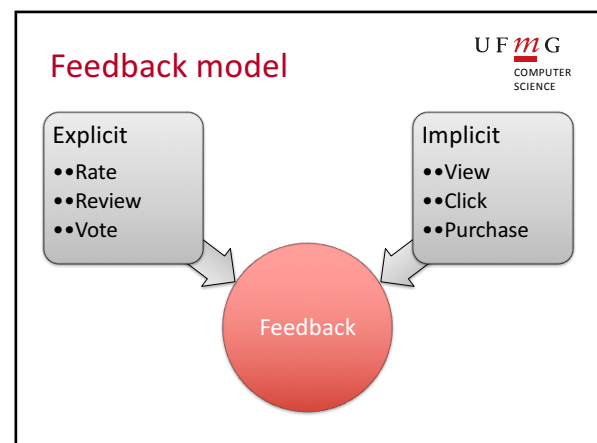 Feedback model
UFmG
COMPUTER
SCIENCE
Explicit
••Rate
••Review
••Vote
Implicit
••View
••Click
••Purchase
Feedback